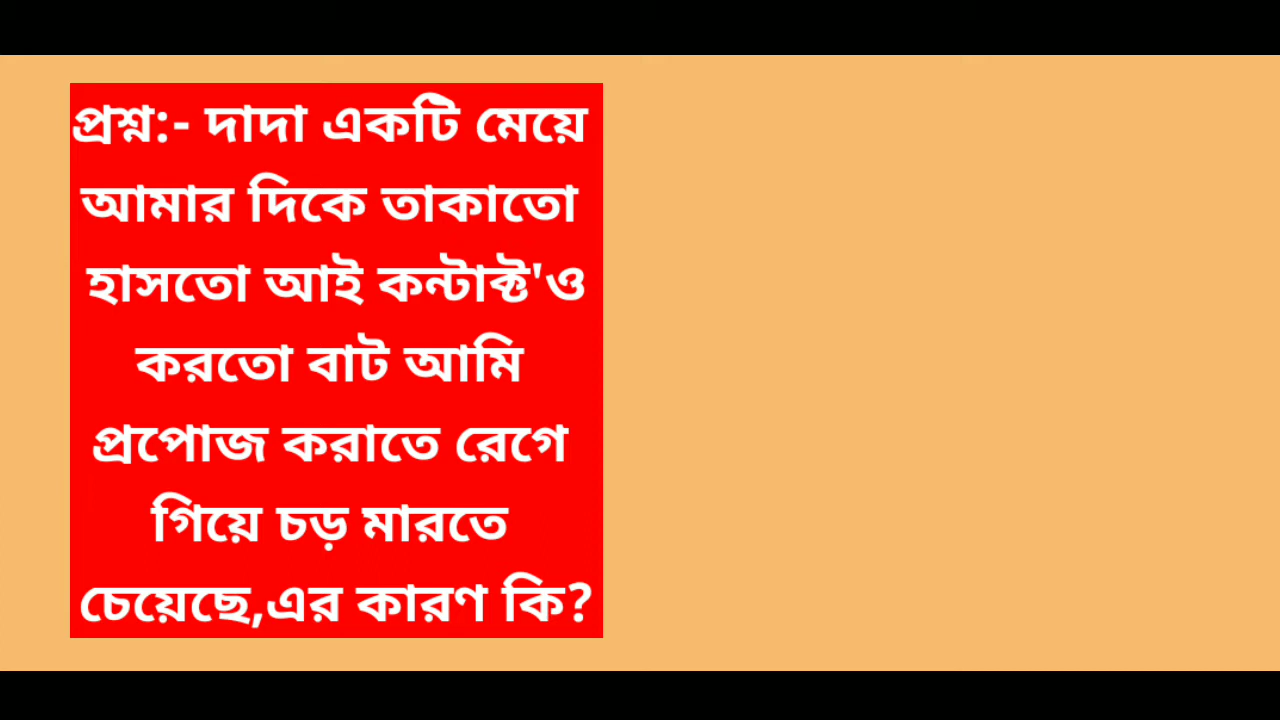 প্রশ্ন:- দাদা একটি মেয়ে
আমার দিকে তাকাতো
হাসতো আই কন্টাক্ট'ও
করতো বাট আমি
প্রপোজ করাতে রেগে
গিয়ে চড় মারতে
চেয়েছে,এর কারণ কি?